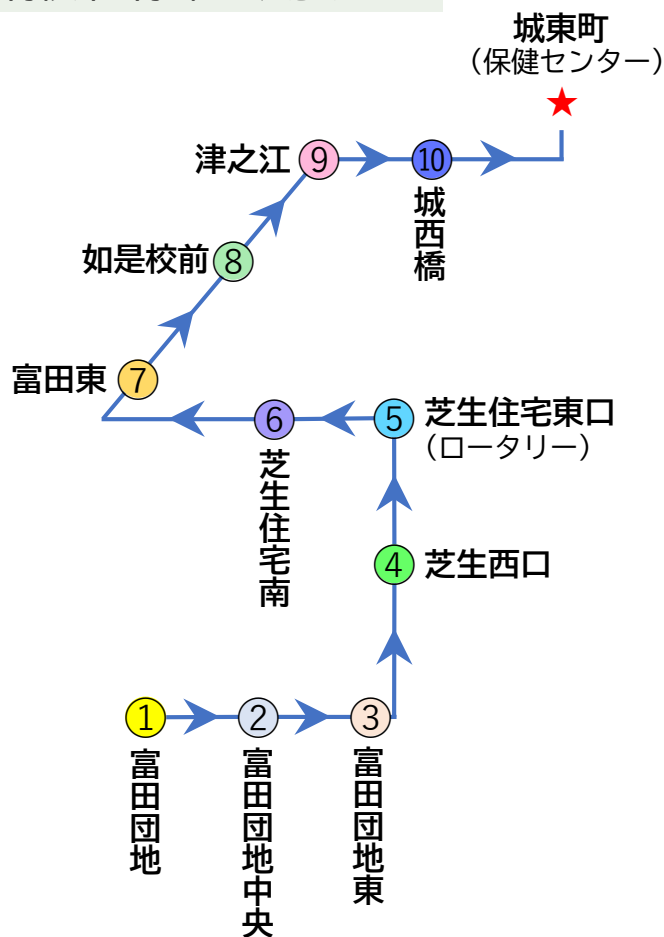 城東町
（保健センター）
津之江
⑨
⑩
城西橋
如是校前
⑧
富田東
⑦
⑥
芝生住宅南
⑤
芝生住宅東口
（ロータリー）
④
芝生西口
①
富田団地
②
富田団地中央
③
富田団地東